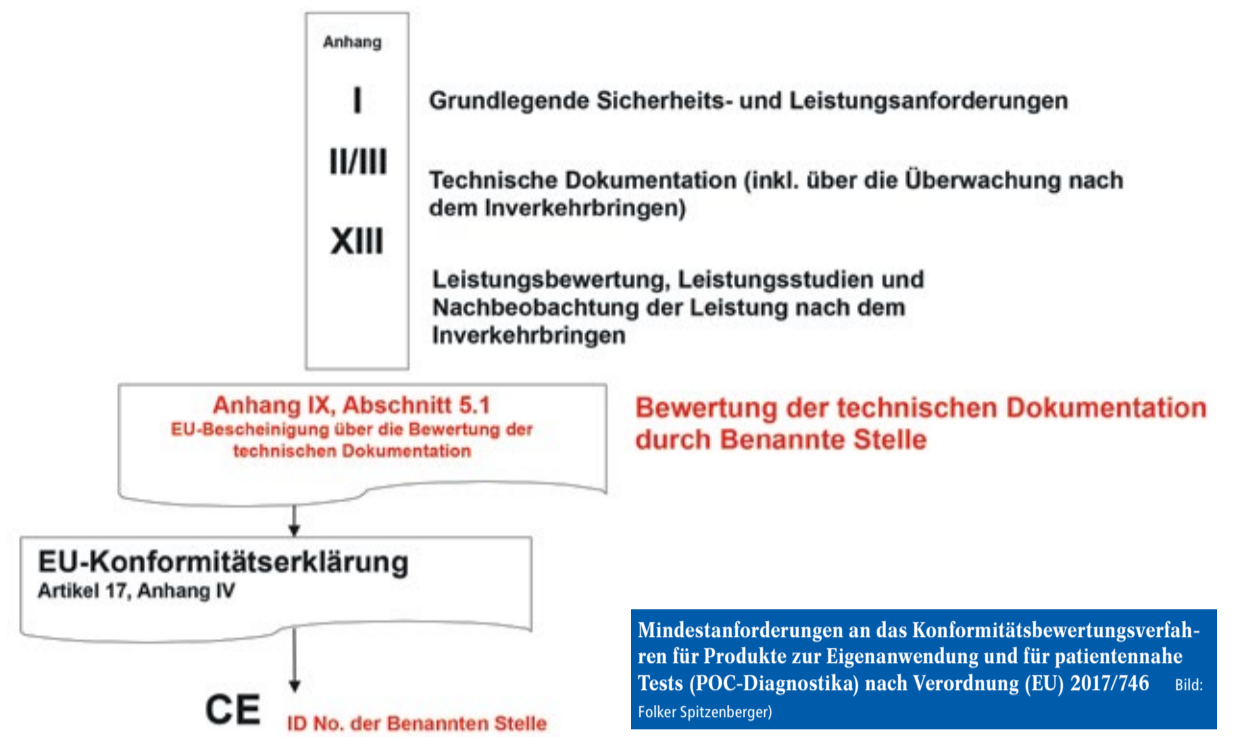 Anhang
I
Grundlegende Sicherheits- und Leistungsanforderungen
II/III
Technische Dokumentation (inkl. über die Überwachung nach
dem Inverkehrbringen)
XIII
Leistungsbewertung, Leistungsstudien und
Nachbeobachtung der Leistung nach dem
Inverkehrbringen
Anhang IX, Abschnitt 5.1
EU-Bescheinigung über die Bewertung der
technischen Dokumentation
Bewertung der technischen Dokumentation
durch Benannte Stelle
EU-Konformitätserklärung
Artikel 17, Anhang IV
CE
ID No. der Benannten Stelle
Mindestanforderungen an das Konformitätsbewertungsverfah-
ren für Produkte zur Eigenanwendung und für patientennahe
Tests (POC-Diagnostika) nach Verordnung (EU) 2017/746 Bild:
Folker Spitzenberger)